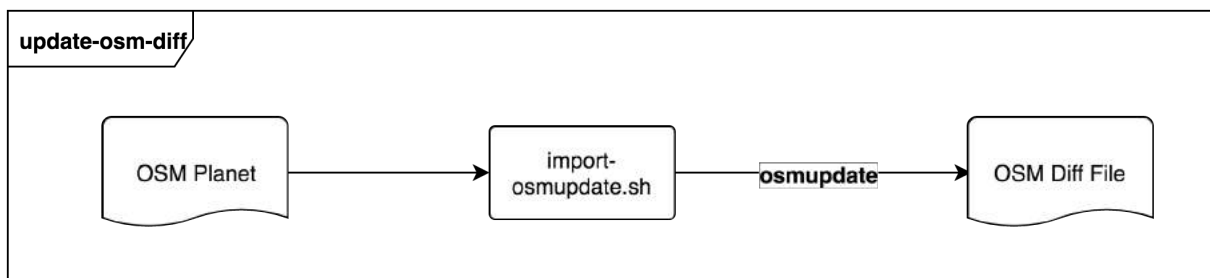 update-osm-diff
OSM Planet
import-
osmupdate.sh
osmupdate
OSM Diff File